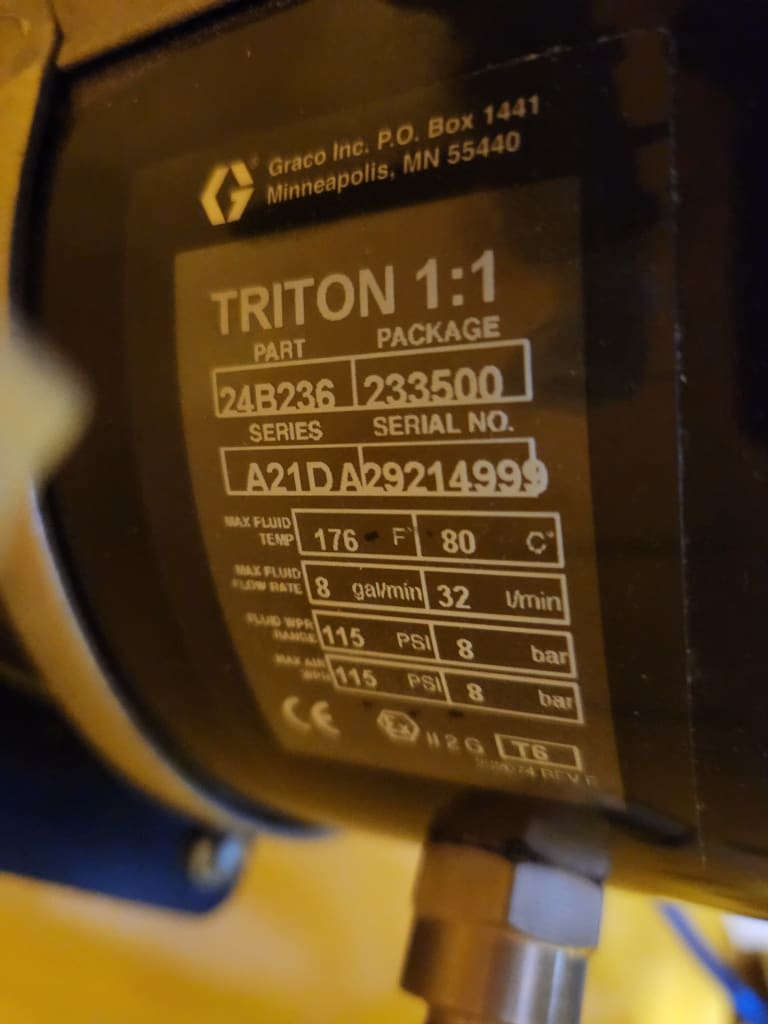 Graco Inc. P.O. Box 1441
Minneapolis, MN 55440
TRITON 1:1
PART PACKAGE
24B236 233500
SERIES SERIAL NO.
A21D A29214999
MAX FLUID TEMP 176 F° 80 C°
MAX FLUID FLOW RATE 8 gal/min 32 l/min
FLUID WPR RANGE 115 PSI 8 bar
MAX AIR WPR 115 PSI 8 bar
CE Ex II 2 G T6
REV.